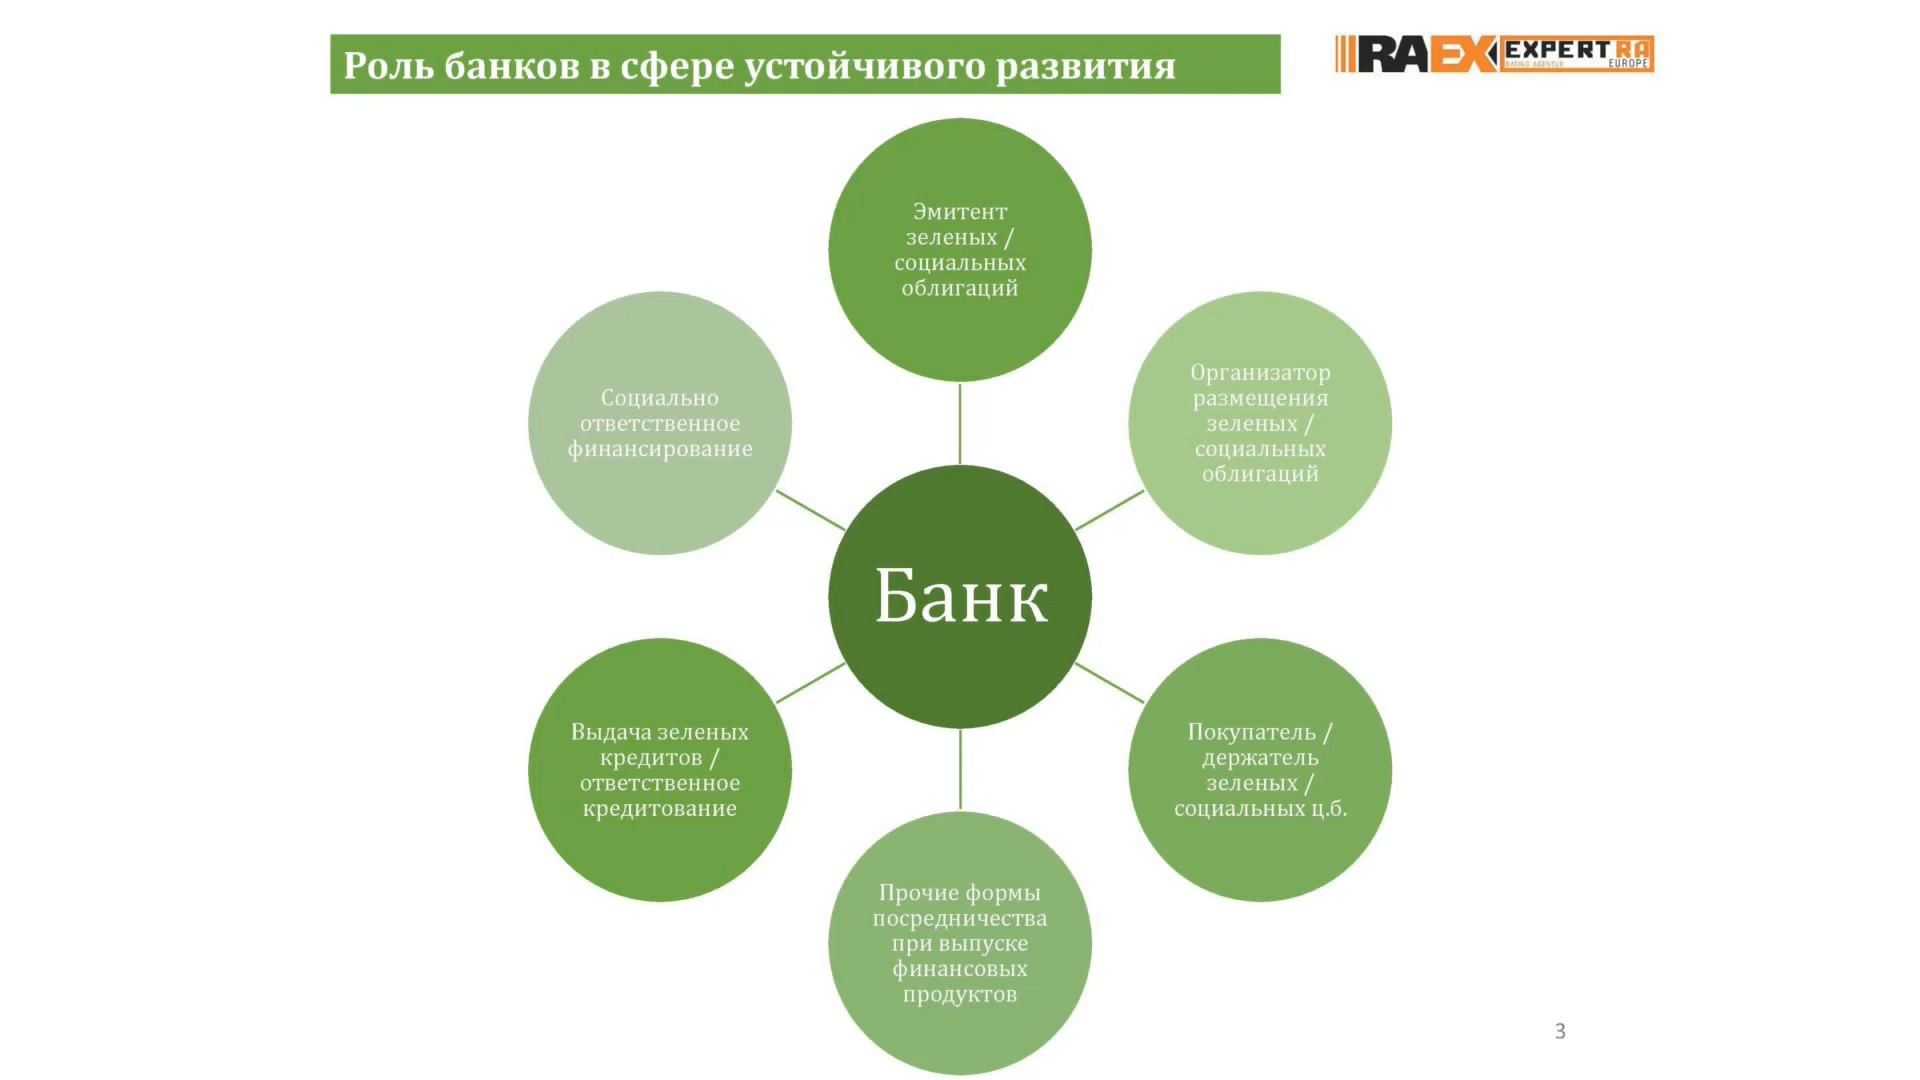 Роль банков в сфере устойчивого развития
RAEX EXPERT RA
RATING AGENTUR
EUROPE
Эмитент
зеленых /
социальных
облигаций
Организатор
размещения
зеленых /
социальных
облигаций
Социально
ответственное
финансирование
Банк
Выдача зеленых
кредитов /
ответственное
кредитование
Покупатель /
держатель
зеленых /
социальных ц.б.
Прочие формы
посредничества
при выпуске
финансовых
продуктов
3